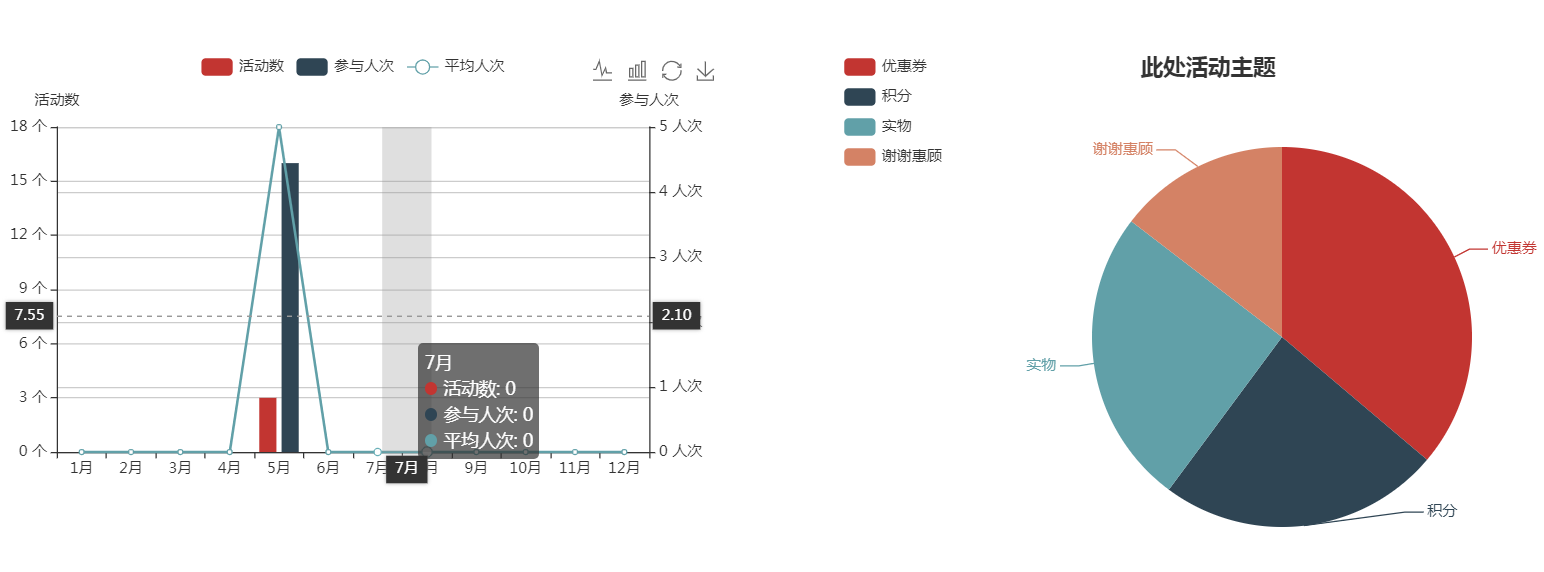 活动数 参与人次 平均人次
活动数 参与人次
18 个
15 个
12 个
9 个
6 个
3 个
0 个
7.55
5 人次
4 人次
3 人次
2.10
1 人次
0 人次
7月
活动数: 0
参与人次: 0
平均人次: 0
1月 2月 3月 4月 5月 6月 7月 7月 9月 10月 11月 12月
优惠券
积分
实物
谢谢惠顾
此处活动主题
谢谢惠顾
优惠券
实物
积分